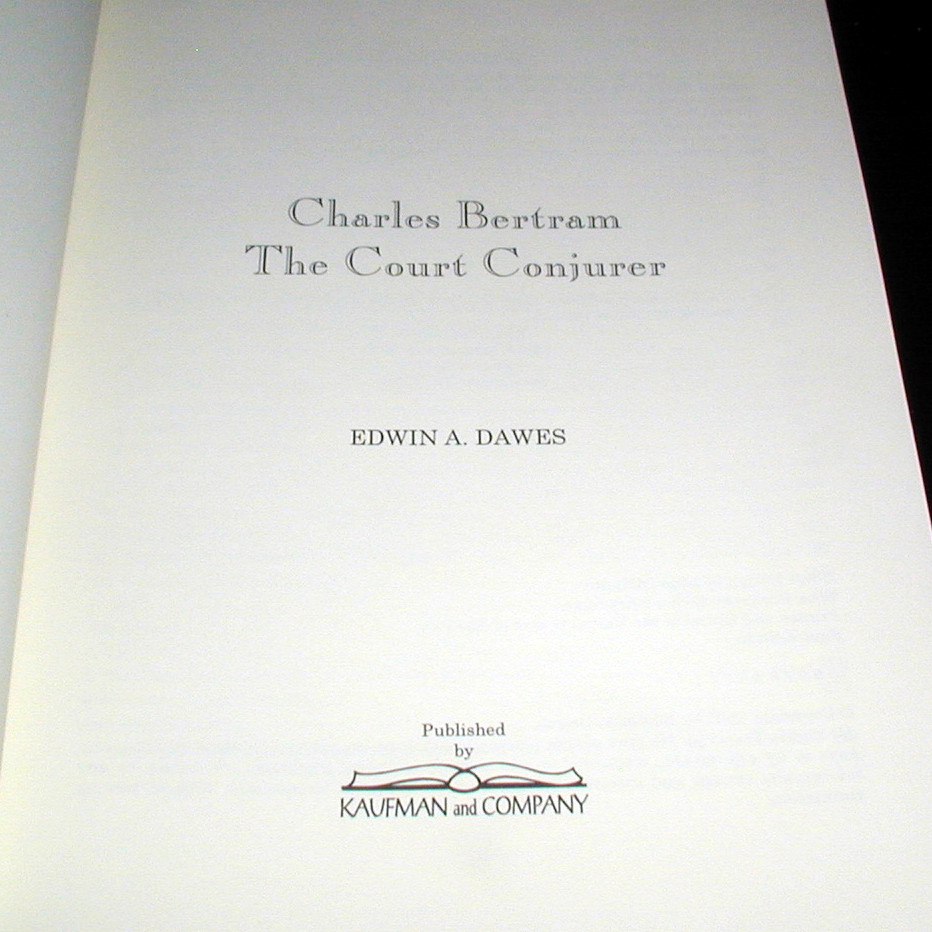 Charles Bertram
The Court Conjurer
EDWIN A. DAWES
Published
by
KAUFMAN and COMPANY